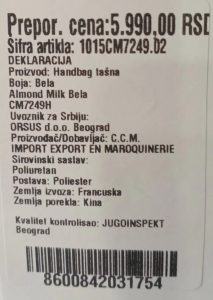 Prepor. cena:5.990,00 RSD
Sifra artikla: 1015CM7249.02
DEKLARACIJA
Proizvod: Handbag tašna
Boja: Bela
Almond Milk Bela
CM7249H
Uvoznik za Srbiju:
ORSUS d.o.o. Beograd
Proizvođač/Dobavljač: C.C.M.
IMPORT EXPORT EN MAROQUINERIE
Sirovinski sastav:
Poliuretan
Postava: Poliester
Zemlja izvoza: Francuska
Zemlja porekla: Kina
Kvalitet kontrolisao: JUGOINSPEKT
Beograd
8600842031754